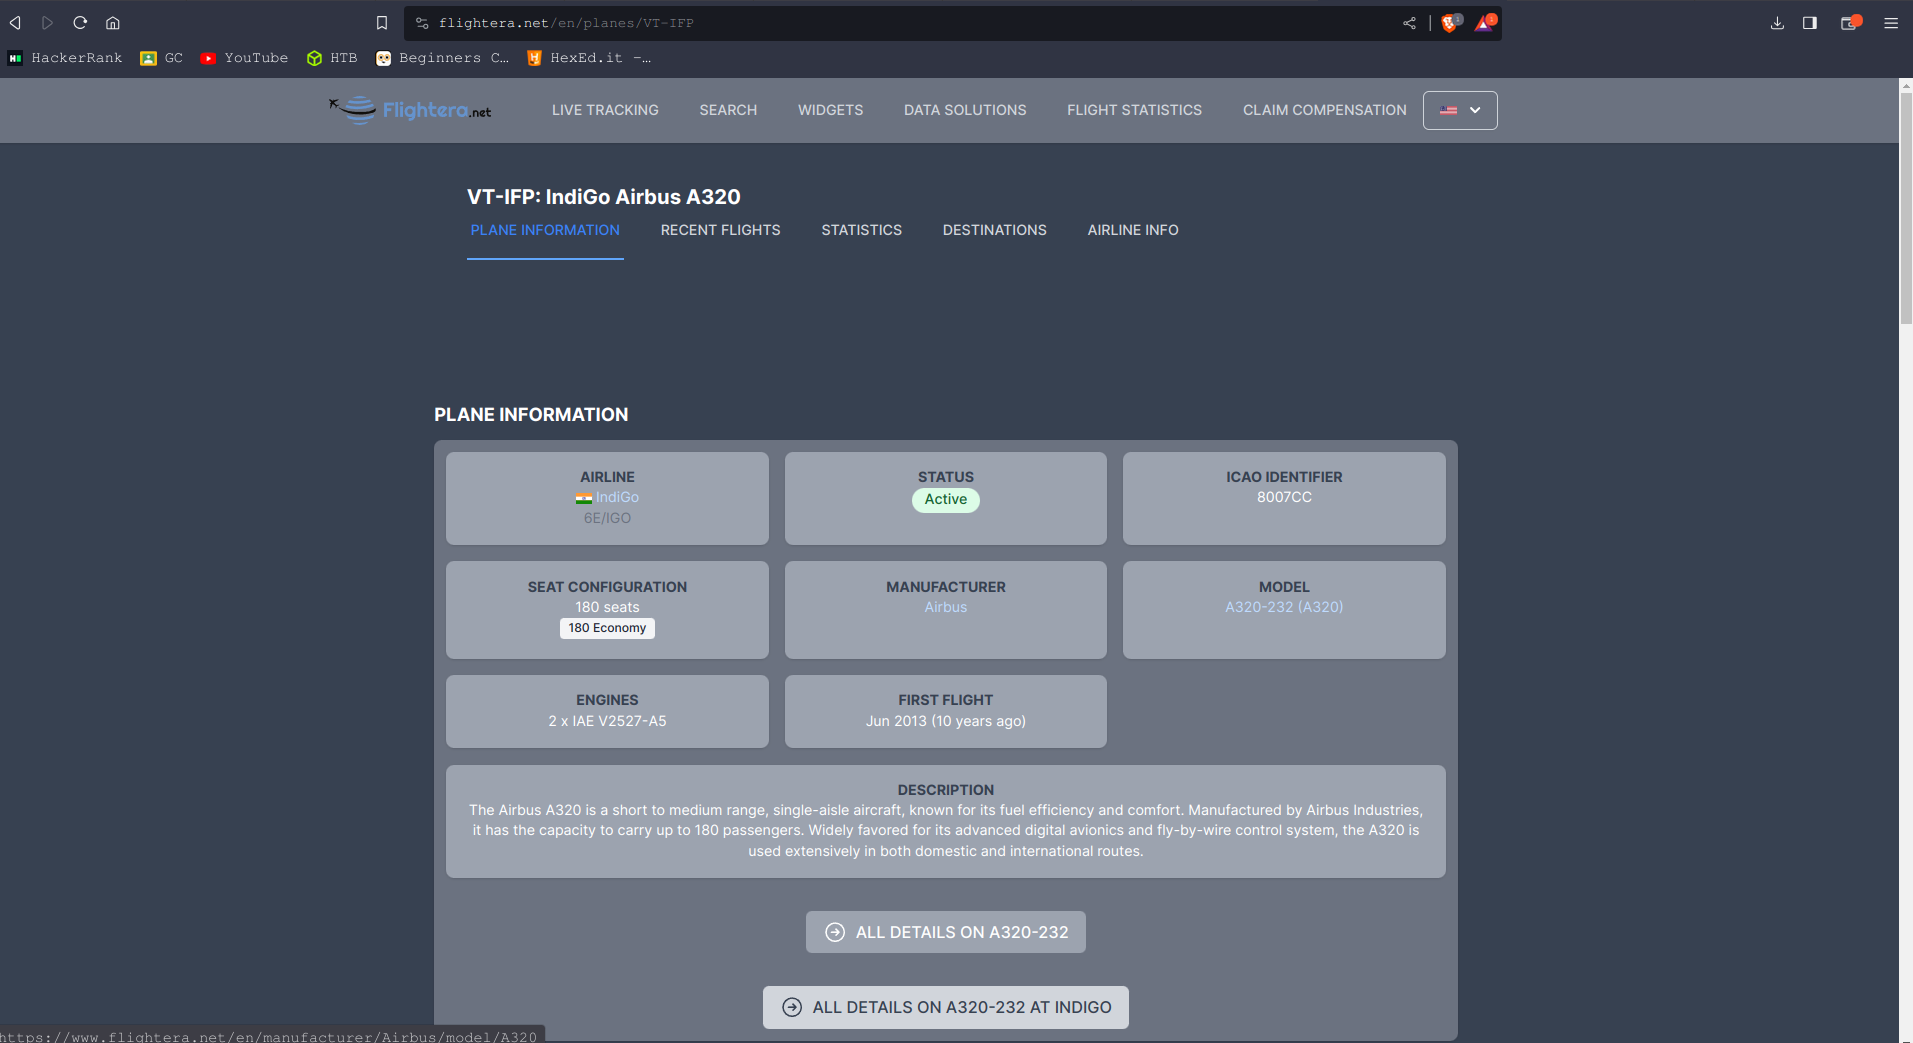 flightera.net/en/planes/VT-IFP
1
1
HackerRank GC YouTube HTB Beginners C… HexEd.it -…
Flightera.net LIVE TRACKING SEARCH WIDGETS DATA SOLUTIONS FLIGHT STATISTICS CLAIM COMPENSATION
VT-IFP: IndiGo Airbus A320
PLANE INFORMATION RECENT FLIGHTS STATISTICS DESTINATIONS AIRLINE INFO
PLANE INFORMATION
AIRLINE
IndiGo
6E/IGO
STATUS
Active
ICAO IDENTIFIER
8007CC
SEAT CONFIGURATION
180 seats
180 Economy
MANUFACTURER
Airbus
MODEL
A320-232 (A320)
ENGINES
2 x IAE V2527-A5
FIRST FLIGHT
Jun 2013 (10 years ago)
DESCRIPTION
The Airbus A320 is a short to medium range, single-aisle aircraft, known for its fuel efficiency and comfort. Manufactured by Airbus Industries,
it has the capacity to carry up to 180 passengers. Widely favored for its advanced digital avionics and fly-by-wire control system, the A320 is
used extensively in both domestic and international routes.
ALL DETAILS ON A320-232
ALL DETAILS ON A320-232 AT INDIGO
https://www.flightera.net/en/manufacturer/Airbus/model/A320